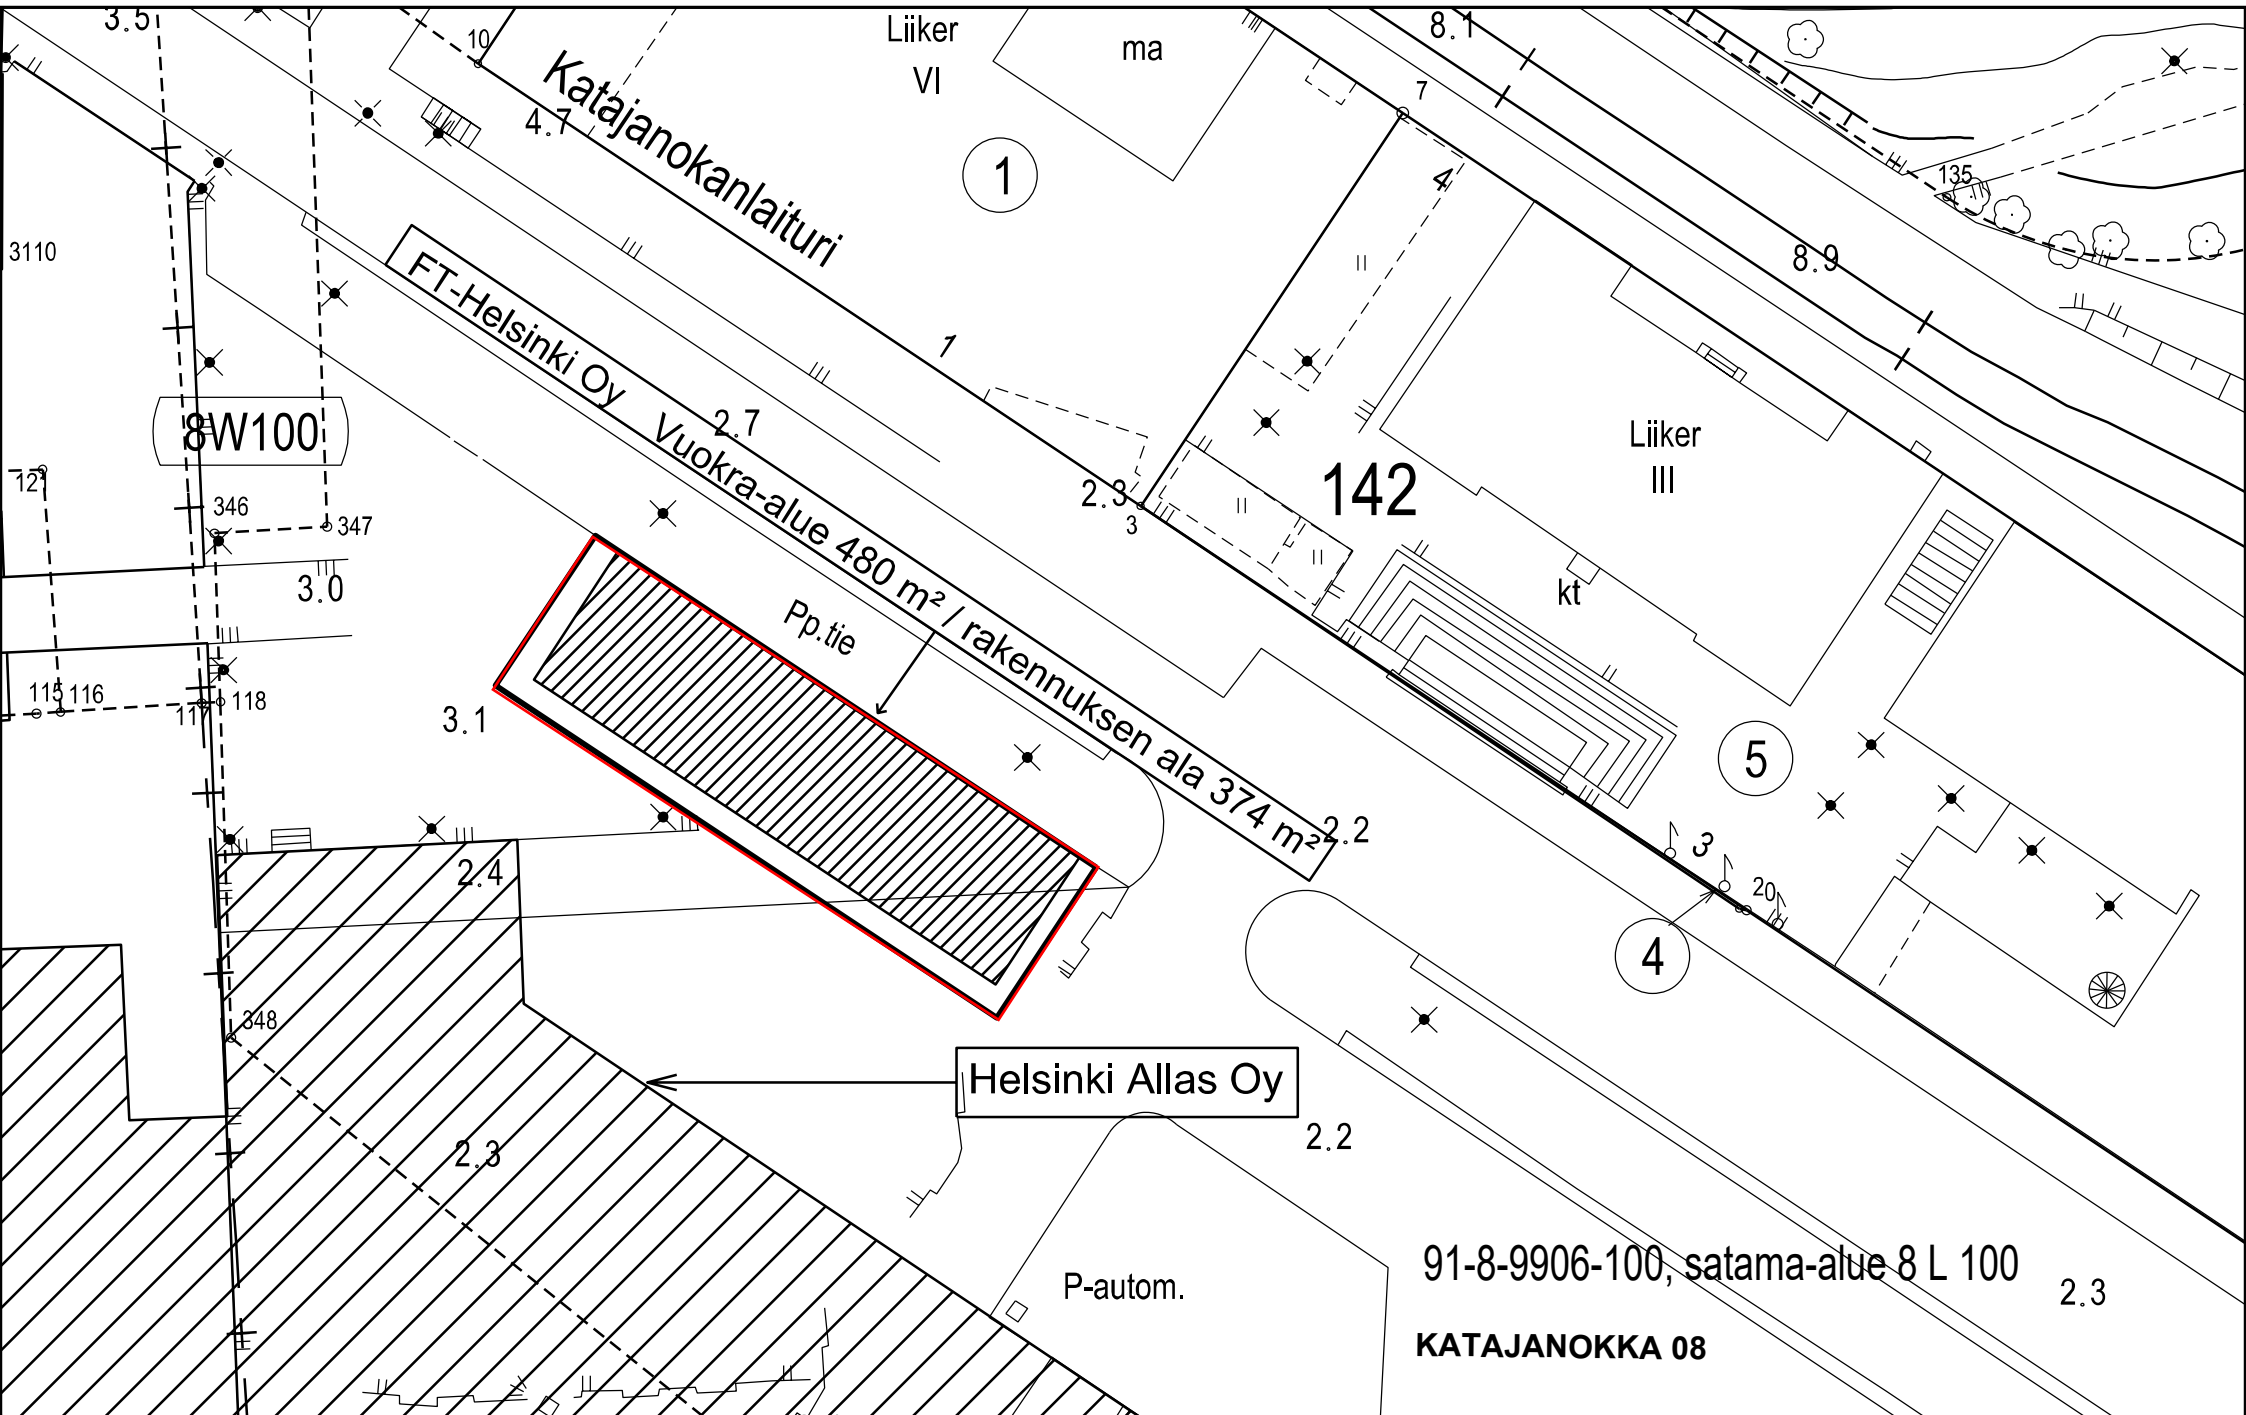 3.5
10
Liiker
VI
ma
8.1
7
4.7
Katajanokanlaituri
1
4
135
3110
8.9
FT-Helsinki Oy Vuokra-alue 480 m² / rakennuksen ala 374 m²
1
2.7
8W100
Liiker
III
142
127
346
347
2.3
3
3.0
kt
Pp.tie
115
116
117
118
3.1
5
2.2
3
2.4
20
4
348
Helsinki Allas Oy
2.2
2.3
91-8-9906-100, satama-alue 8 L 100
2.3
P-autom.
KATAJANOKKA 08